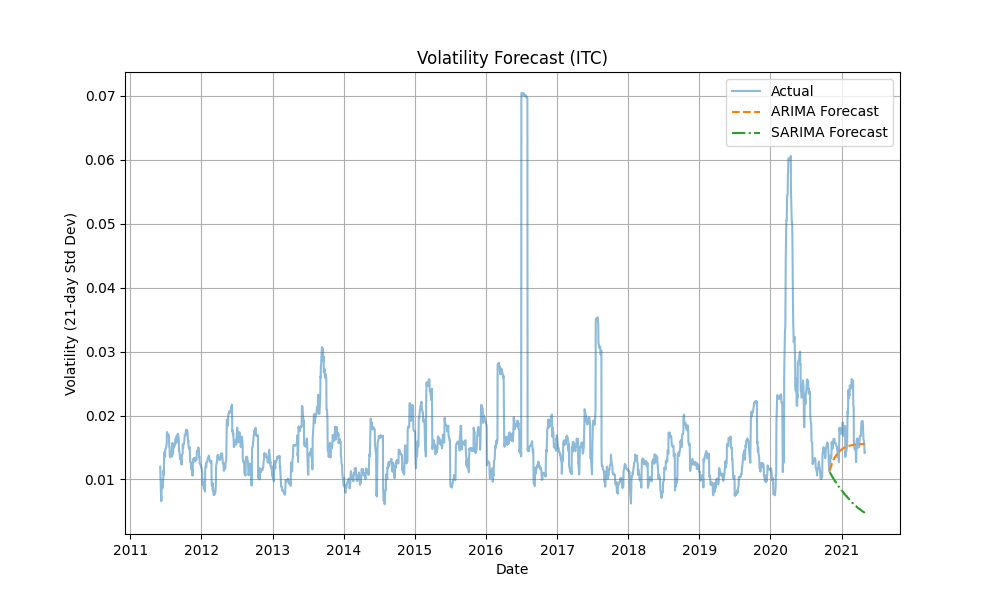 Volatility Forecast (ITC)
Actual
ARIMA Forecast
SARIMA Forecast
0.07
0.06
0.05
0.04
0.03
0.02
0.01
Volatility (21-day Std Dev)
2011 2012 2013 2014 2015 2016 2017 2018 2019 2020 2021
Date